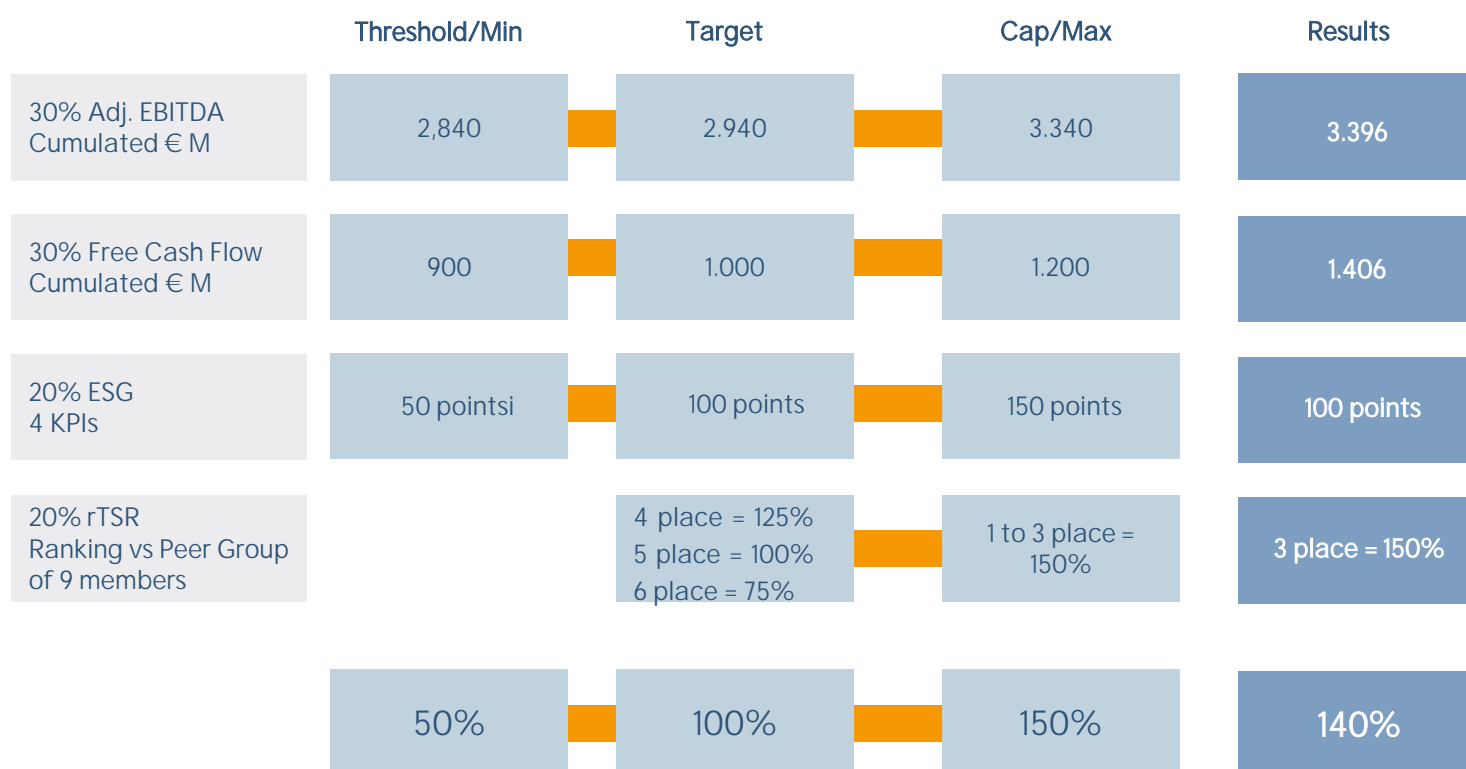 Threshold/Min Target Cap/Max Results
30% Adj. EBITDA
Cumulated € M
2,840 2.940 3.340 3.396
30% Free Cash Flow
Cumulated € M
900 1.000 1.200 1.406
20% ESG
4 KPIs
50 pointsi 100 points 150 points 100 points
20% rTSR
Ranking vs Peer Group
of 9 members
4 place = 125%
5 place = 100%
6 place = 75%
1 to 3 place =
150%
3 place = 150%
50% 100% 150% 140%